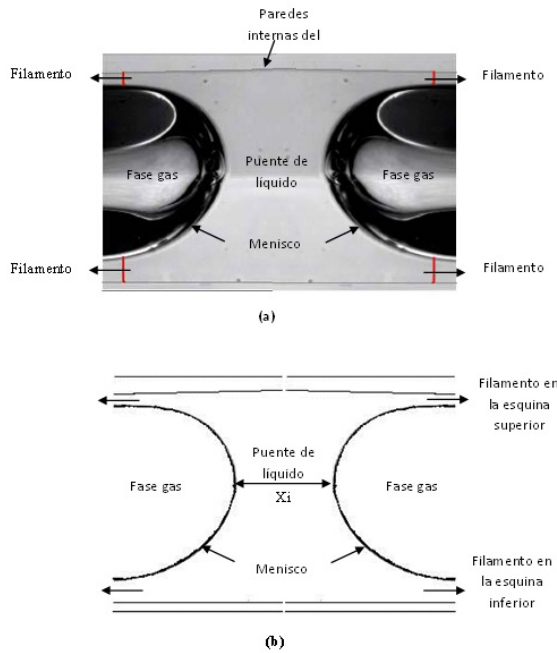 Paredes
internas del
Filamento
Filamento
Fase gas
Puente de
líquido
Fase gas
Menisco
Filamento
Filamento
(a)
Filamento en
la esquina
superior
Puente de
líquido
Fase gas
Xi
Fase gas
Menisco
Filamento en
la esquina
inferior
(b)